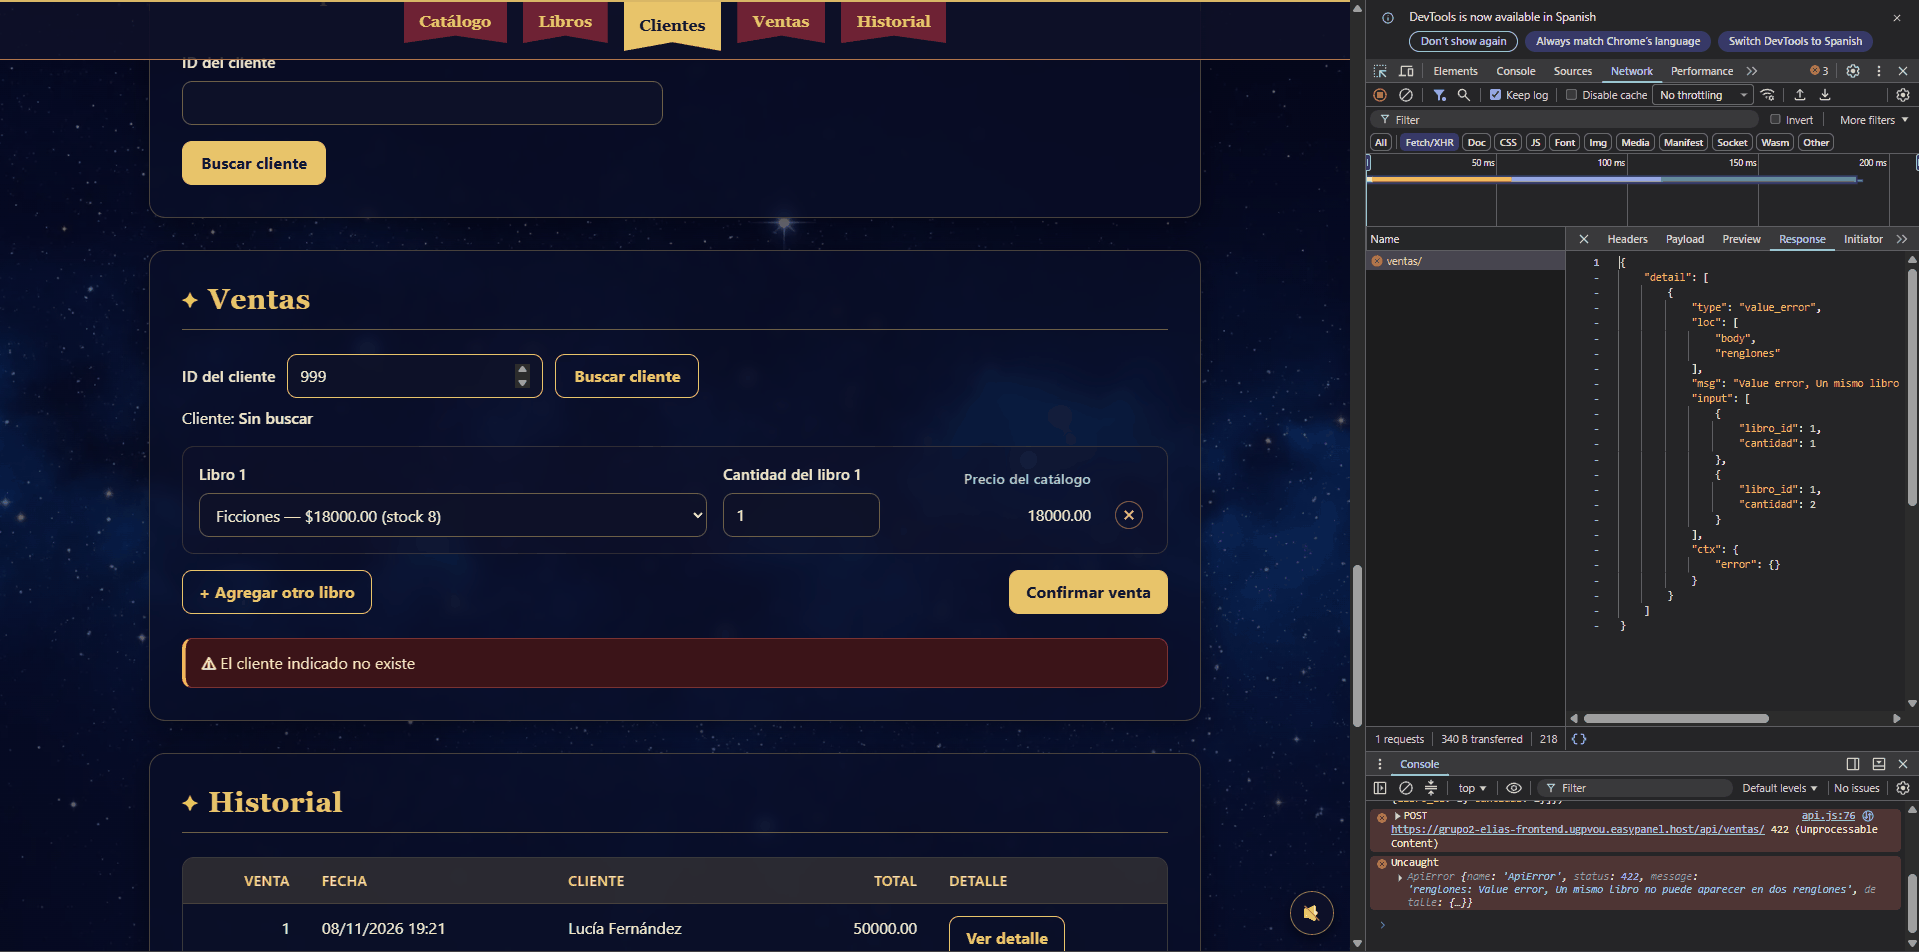 Catálogo
Libros
Clientes
Ventas
Historial
ID del cliente
Buscar cliente
✦ Ventas
ID del cliente
999
Buscar cliente
Cliente: Sin buscar
Libro 1
Cantidad del libro 1
Precio del catálogo
Ficciones — $18000.00 (stock 8)
1
18000.00
+ Agregar otro libro
Confirmar venta
⚠ El cliente indicado no existe
✦ Historial
VENTA FECHA CLIENTE TOTAL DETALLE
1 08/11/2026 19:21 Lucía Fernández 50000.00 Ver detalle
DevTools is now available in Spanish
Don't show again
Always match Chrome's language
Switch DevTools to Spanish
Elements Console Sources Network Performance 3
Keep log Disable cache No throttling
Filter Invert More filters
All Fetch/XHR Doc CSS JS Font Img Media Manifest Socket Wasm Other
50 ms 100 ms 150 ms 200 ms
Name
ventas/
Headers Payload Preview Response Initiator
1 {
- "detail": [
- {
- "type": "value_error",
- "loc": [
- "body",
- "renglones"
- ],
- "msg": "Value error, Un mismo libro
- "input": [
- {
- "libro_id": 1,
- "cantidad": 1
- },
- {
- "libro_id": 1,
- "cantidad": 2
- }
- ],
- "ctx": {
- "error": {}
- }
- }
- ]
- }
1 requests 340 B transferred 218 { }
Console
top Filter Default levels No issues
POST api.js:76
https://grupo2-elias-frontend.ugpvou.easypanel.host/api/ventas/ 422 (Unprocessable
Content)
Uncaught
ApiError {name: 'ApiError', status: 422, message:
'renglones: Value error, Un mismo libro no puede aparecer en dos renglones', de
talle: {…}}